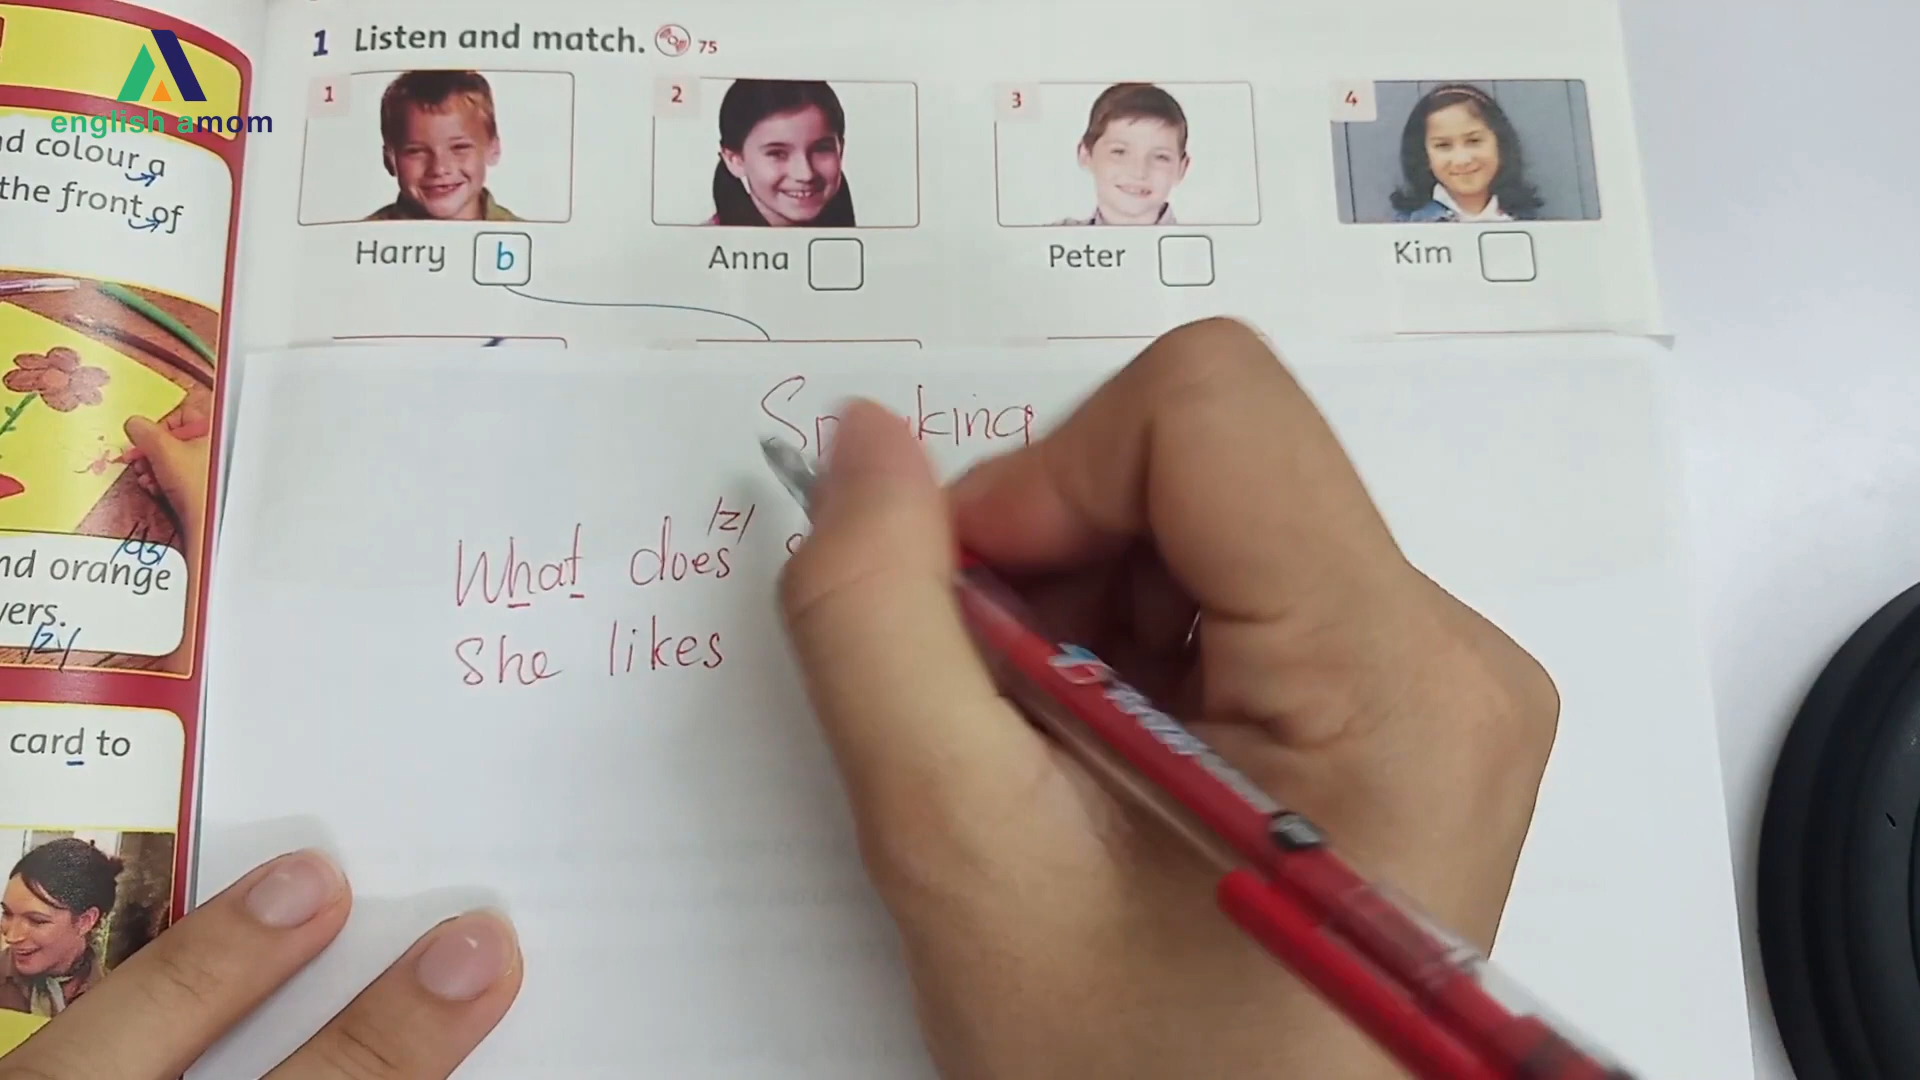 english amom
1 Listen and match. 75
1
2
3
4
Harry b
Anna
Peter
Kim
d colour a
the front of
/dʒ/
nd orange
vers.
/z/
card to
/z/
What does
She likes